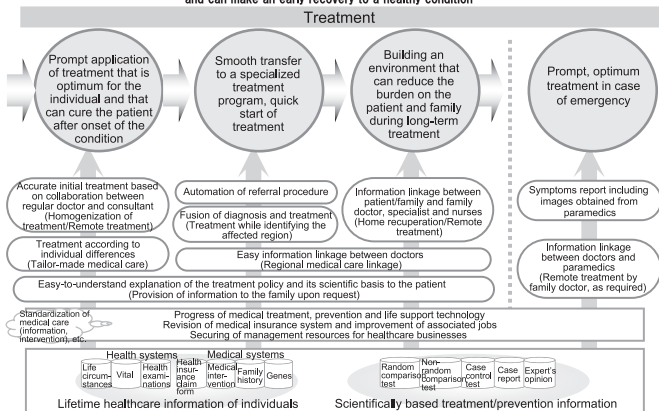 and can make an early recovery to a healthy condition
Treatment
Prompt application
of treatment that is
optimum for the
individual and that
can cure the patient
after onset of the
condition
Smooth transfer
to a specialized
treatment
program, quick
start of
treatment
Building an
environment that
can reduce the
burden on the
patient and family
during long-term
treatment
Prompt, optimum
treatment in case
of emergency
Accurate initial treatment based
on collaboration between
regular doctor and consultant
(Homogenization of
treatment/Remote treatment)
Automation of referral procedure
Fusion of diagnosis and treatment
(Treatment while identifying the
affected region)
Information linkage between
patient/family and family
doctor, specialist and nurses
(Home recuperation/Remote
treatment)
Symptoms report including
images obtained from
paramedics
Treatment according to
individual differences
(Tailor-made medical care)
Easy information linkage between doctors
(Regional medical care linkage)
Information linkage
between doctors and
paramedics
(Remote treatment by
family doctor, as required)
Easy-to-understand explanation of the treatment policy and its scientific basis to the patient
(Provision of information to the family upon request)
Standardization of
medical care
(information,
intervention), etc.
Progress of medical treatment, prevention and life support technology
Revision of medical insurance system and improvement of associated jobs
Securing of management resources for healthcare businesses
Health systems
Medical systems
Life
circum-
stances
Vital
Health
exami-
nations
Health
insur-
ance
claim
form
Medical
inter-
vention
Family
history
Genes
Lifetime healthcare information of individuals
Random
comparison
test
Non-
random
comparison
test
Case
control
test
Case
report
Expert's
opinion
Scientifically based treatment/prevention information